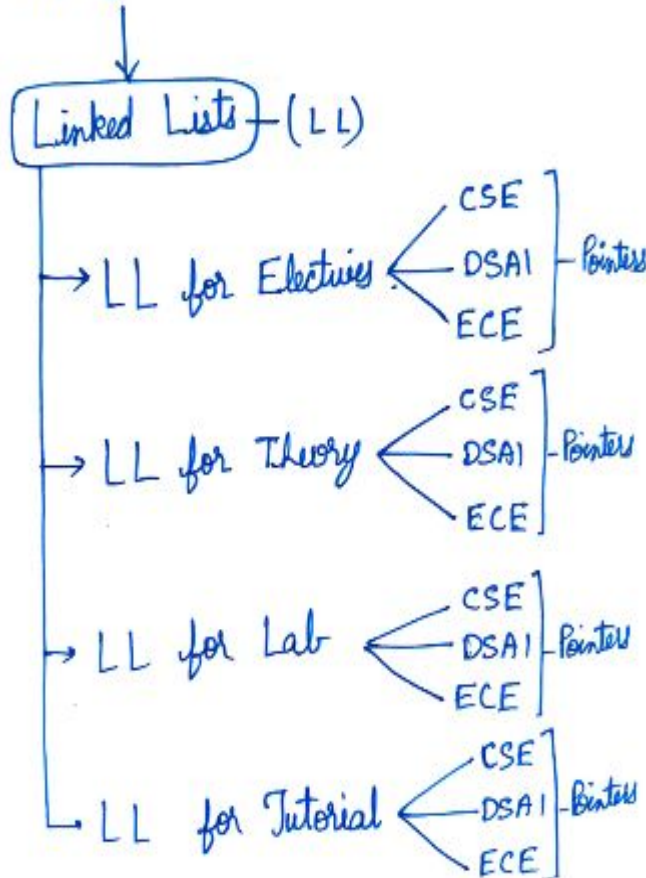 Linked Lists - (LL)
CSE
LL for Electives DSAI - Pointers
ECE
CSE
LL for Theory DSAI - Pointers
ECE
CSE
LL for Lab DSAI - Pointers
ECE
CSE
LL for Tutorial DSAI - Pointers
ECE